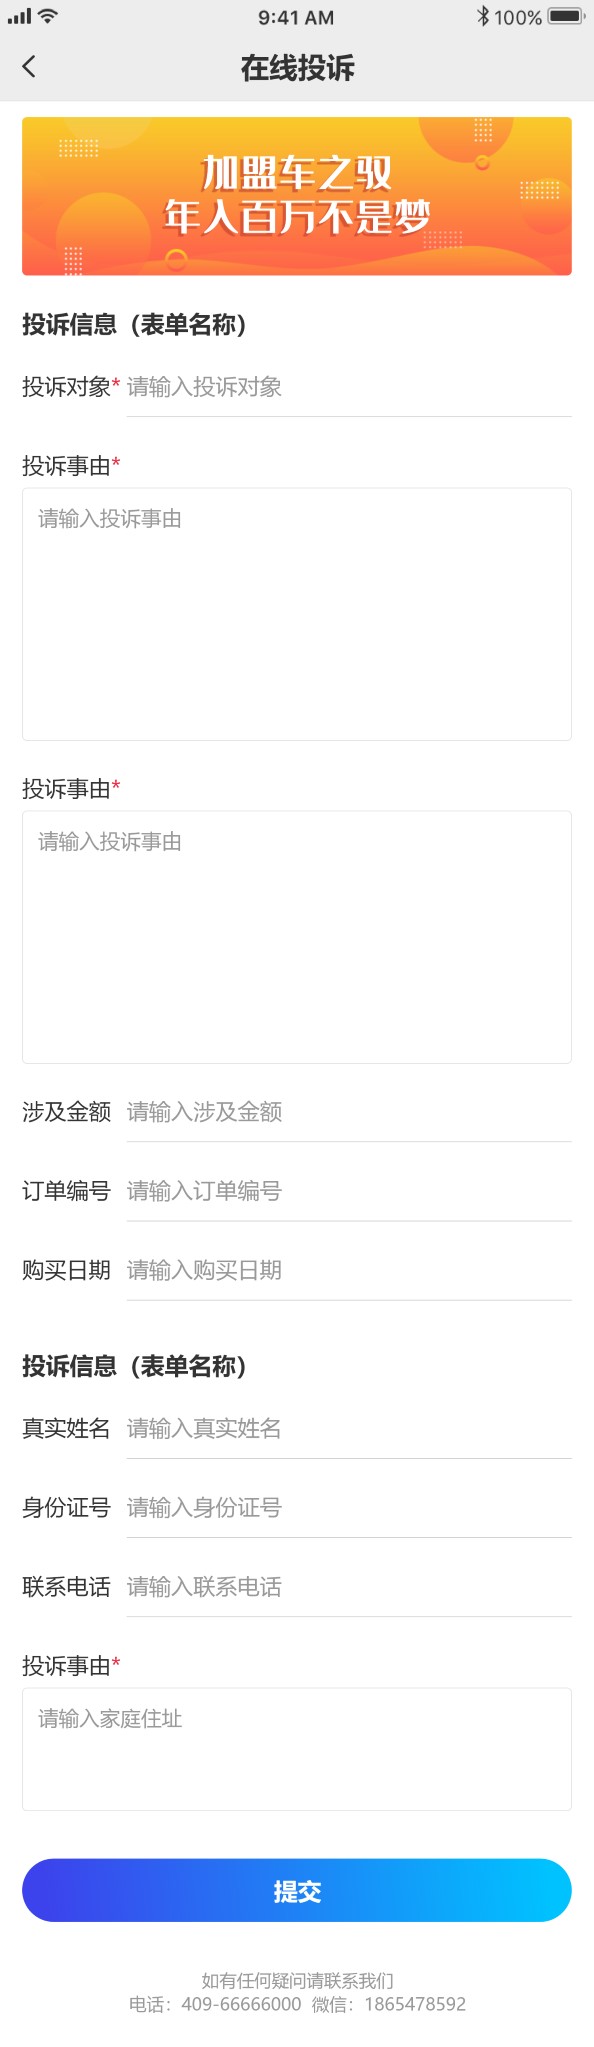 9:41 AM
100%
在线投诉
加盟车之驭
年入百万不是梦
投诉信息（表单名称）
投诉对象* 请输入投诉对象
投诉事由*
请输入投诉事由
投诉事由*
请输入投诉事由
涉及金额 请输入涉及金额
订单编号 请输入订单编号
购买日期 请输入购买日期
投诉信息（表单名称）
真实姓名 请输入真实姓名
身份证号 请输入身份证号
联系电话 请输入联系电话
投诉事由*
请输入家庭住址
提交
如有任何疑问请联系我们
电话：409-66666000 微信：1865478592